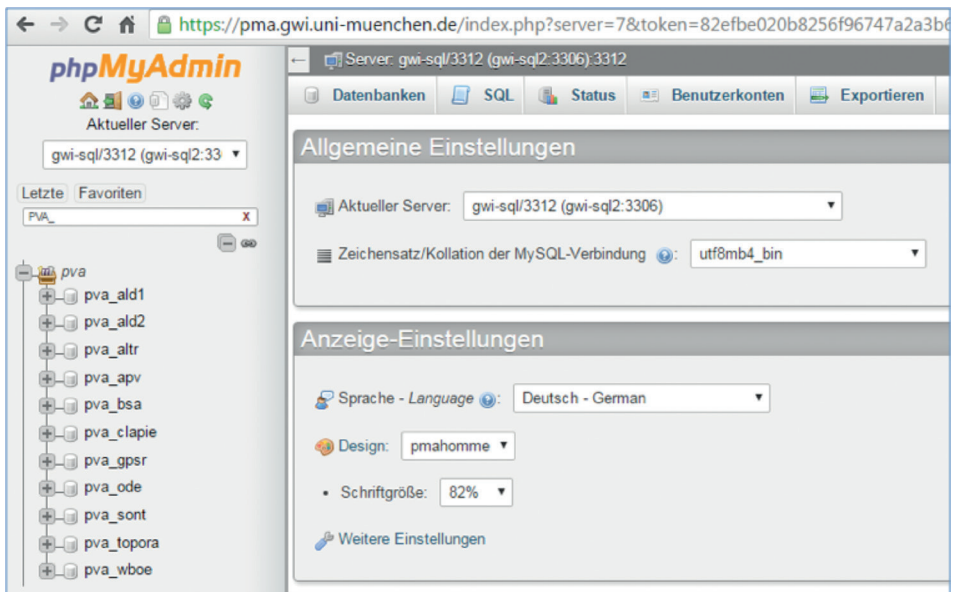 https://pma.gwi.uni-muenchen.de/index.php?server=7&token=82efbe020b8256f96747a2a3b6
phpMyAdmin
Aktueller Server:
gwi-sql/3312 (gwi-sql2:33
Letzte Favoriten
PVA_ X
pva
pva_ald1
pva_ald2
pva_altr
pva_apv
pva_bsa
pva_clapie
pva_gpsr
pva_ode
pva_sont
pva_topora
pva_wboe
Server: gwi-sql/3312 (gwi-sql2:3306):3312
Datenbanken SQL Status Benutzerkonten Exportieren
Allgemeine Einstellungen
Aktueller Server: gwi-sql/3312 (gwi-sql2:3306)
Zeichensatz/Kollation der MySQL-Verbindung : utf8mb4_bin
Anzeige-Einstellungen
Sprache - Language : Deutsch - German
Design: pmahomme
• Schriftgröße: 82%
Weitere Einstellungen